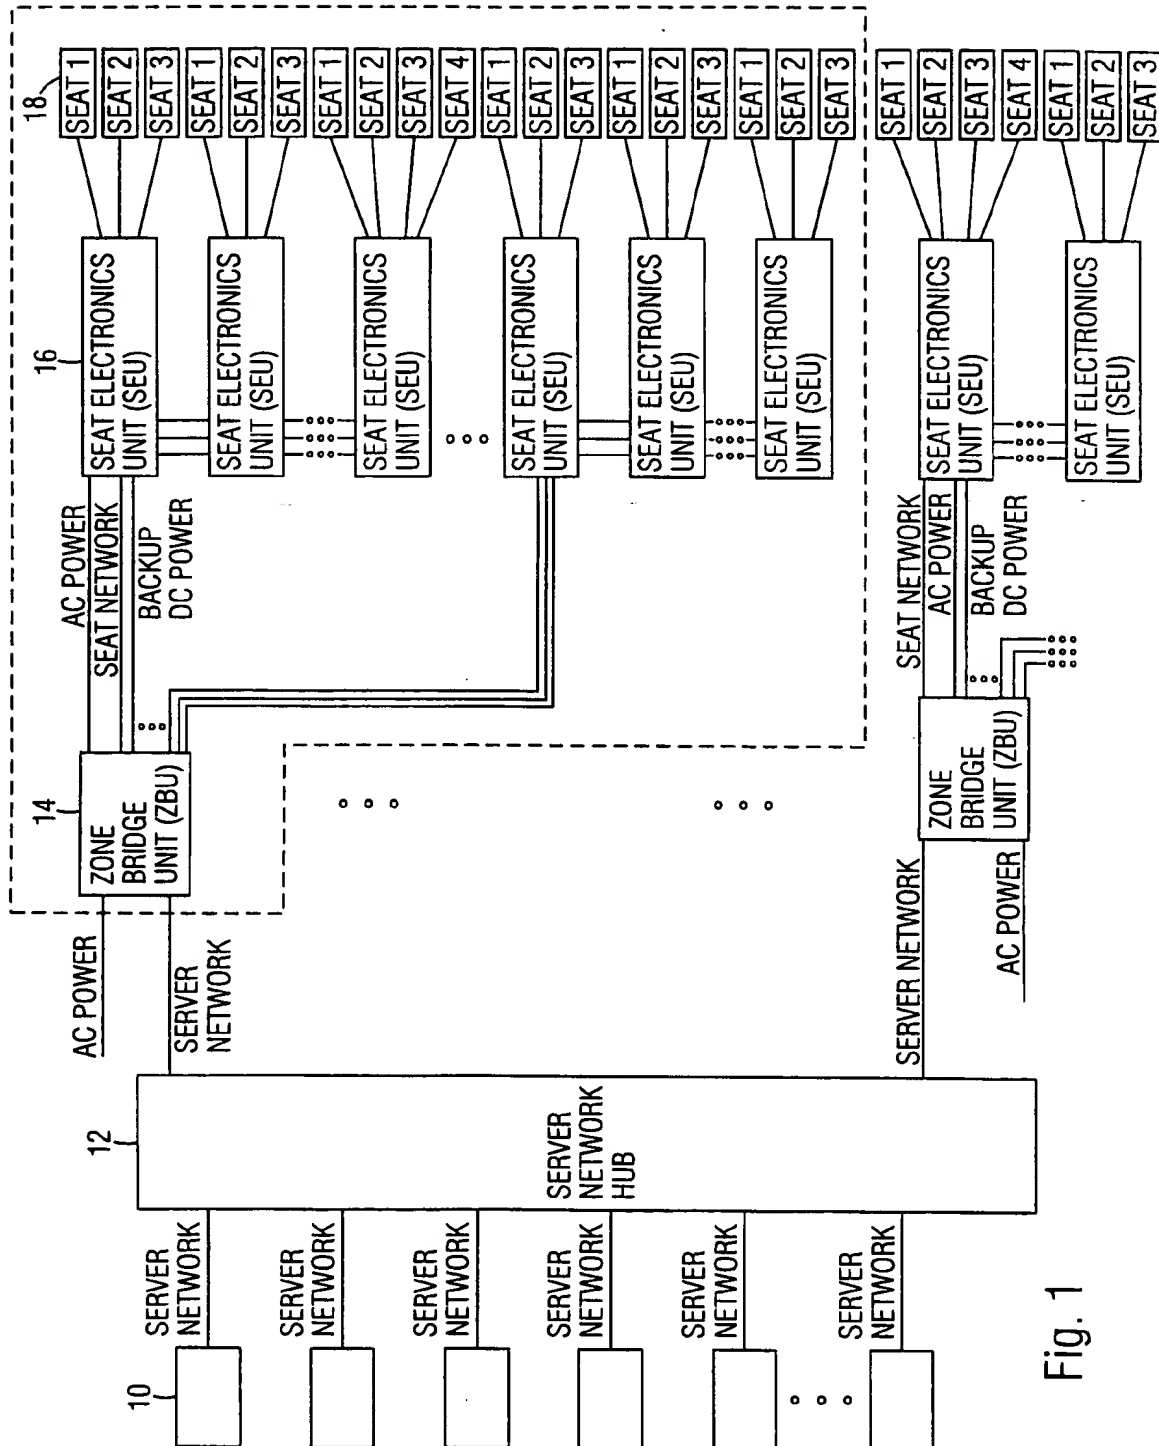 18
SEAT 1
SEAT 2
SEAT 3
SEAT 1
SEAT 2
SEAT 3
SEAT 1
SEAT 2
SEAT 3
SEAT 4
SEAT 1
SEAT 2
SEAT 3
SEAT 1
SEAT 2
SEAT 3
SEAT 1
SEAT 2
SEAT 3
SEAT 1
SEAT 2
SEAT 3
SEAT 4
SEAT 1
SEAT 2
SEAT 3
16
SEAT ELECTRONICS
UNIT (SEU)
SEAT ELECTRONICS
UNIT (SEU)
SEAT ELECTRONICS
UNIT (SEU)
SEAT ELECTRONICS
UNIT (SEU)
SEAT ELECTRONICS
UNIT (SEU)
SEAT ELECTRONICS
UNIT (SEU)
SEAT ELECTRONICS
UNIT (SEU)
SEAT ELECTRONICS
UNIT (SEU)
AC POWER
SEAT NETWORK
BACKUP
DC POWER
SEAT NETWORK
AC POWER
BACKUP
DC POWER
14
ZONE
BRIDGE
UNIT (ZBU)
ZONE
BRIDGE
UNIT (ZBU)
AC POWER
SERVER
NETWORK
SERVER NETWORK
AC POWER
12
SERVER
NETWORK
HUB
SERVER
NETWORK
SERVER
NETWORK
SERVER
NETWORK
SERVER
NETWORK
SERVER
NETWORK
SERVER
NETWORK
10
Fig. 1